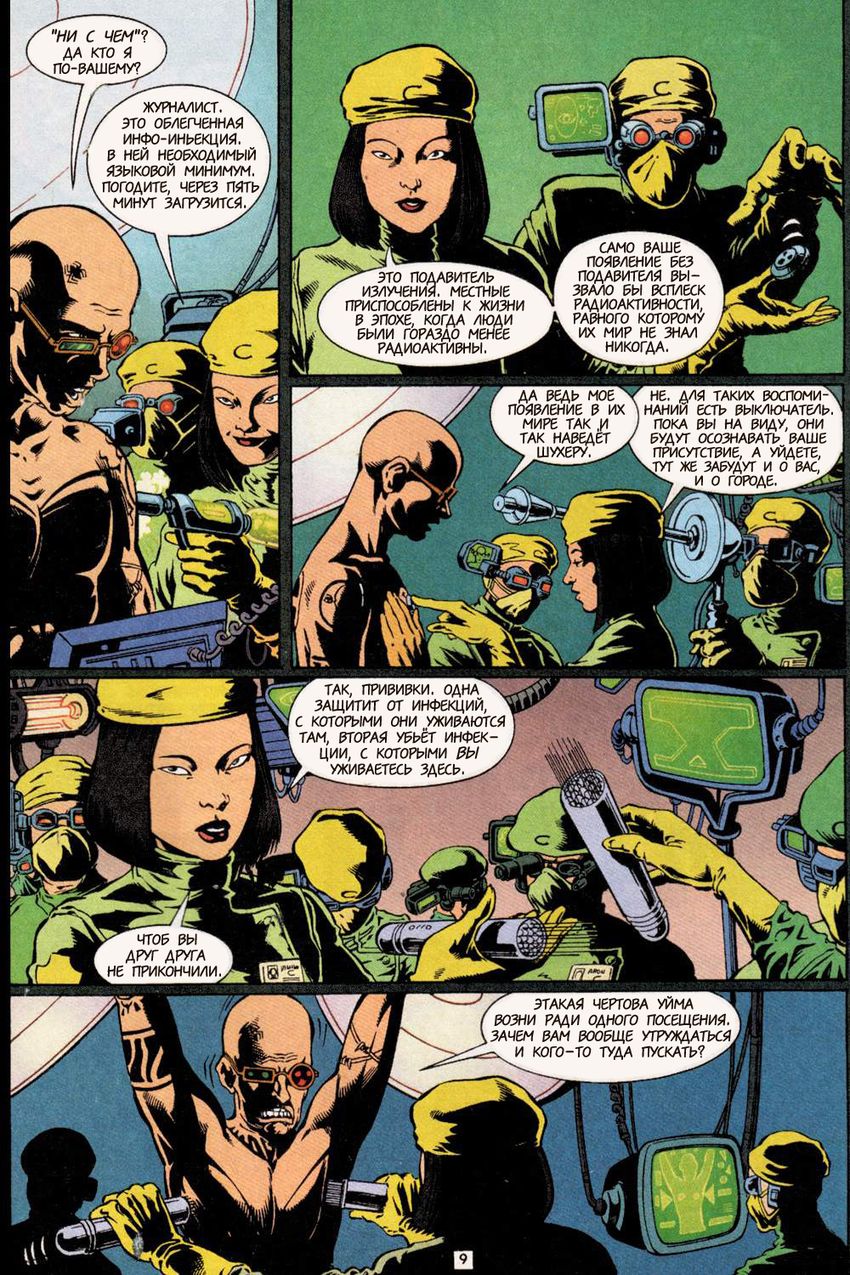 "НИ С ЧЕМ"?
ДА КТО Я
ПО-ВАШЕМУ?
ЖУРНАЛИСТ.
ЭТО ОБЛЕГЧЕННАЯ
ИНФО-ИНЬЕКЦИЯ.
В НЕЙ НЕОБХОДИМЫЙ
ЯЗЫКОВОЙ МИНИМУМ.
ПОГОДИТЕ, ЧЕРЕЗ ПЯТЬ
МИНУТ ЗАГРУЗИТСЯ.
C
C
C
C
ЭТО ПОДАВИТЕЛЬ
ИЗЛУЧЕНИЯ. МЕСТНЫЕ
ПРИСПОСОБЛЕНЫ К ЖИЗНИ
В ЭПОХЕ, КОГДА ЛЮДИ
БЫЛИ ГОРАЗДО МЕНЕЕ
РАДИОАКТИВНЫ.
САМО ВАШЕ
ПОЯВЛЕНИЕ БЕЗ
ПОДАВИТЕЛЯ ВЫ-
ЗВАЛО БЫ ВСПЛЕСК
РАДИОАКТИВНОСТИ,
РАВНОГО КОТОРОМУ
ИХ МИР НЕ ЗНАЛ
НИКОГДА.
ДА ВЕДЬ МОЕ
ПОЯВЛЕНИЕ В ИХ
МИРЕ ТАК И
ТАК НАВЕДЁТ
ШУХЕРУ.
НЕ. ДЛЯ ТАКИХ ВОСПОМИ-
НАНИЙ ЕСТЬ ВЫКЛЮЧАТЕЛЬ.
ПОКА ВЫ НА ВИДУ, ОНИ
БУДУТ ОСОЗНАВАТЬ ВАШЕ
ПРИСУТСТВИЕ, А УЙДЕТЕ,
ТУТ ЖЕ ЗАБУДУТ И О ВАС,
И О ГОРОДЕ.
ТАК, ПРИВИВКИ. ОДНА
ЗАЩИТИТ ОТ ИНФЕКЦИЙ,
С КОТОРЫМИ ОНИ УЖИВАЮТСЯ
ТАМ, ВТОРАЯ УБЬЁТ ИНФЕК-
ЦИИ, С КОТОРЫМИ ВЫ
УЖИВАЕТЕСЬ ЗДЕСЬ.
C
ЧТОБ ВЫ
ДРУГ ДРУГА
НЕ ПРИКОНЧИЛИ.
C
C
ЭТАКАЯ ЧЕРТОВА УЙМА
ВОЗНИ РАДИ ОДНОГО ПОСЕЩЕНИЯ.
ЗАЧЕМ ВАМ ВООБЩЕ УТРУЖДАТЬСЯ
И КОГО-ТО ТУДА ПУСКАТЬ?
9